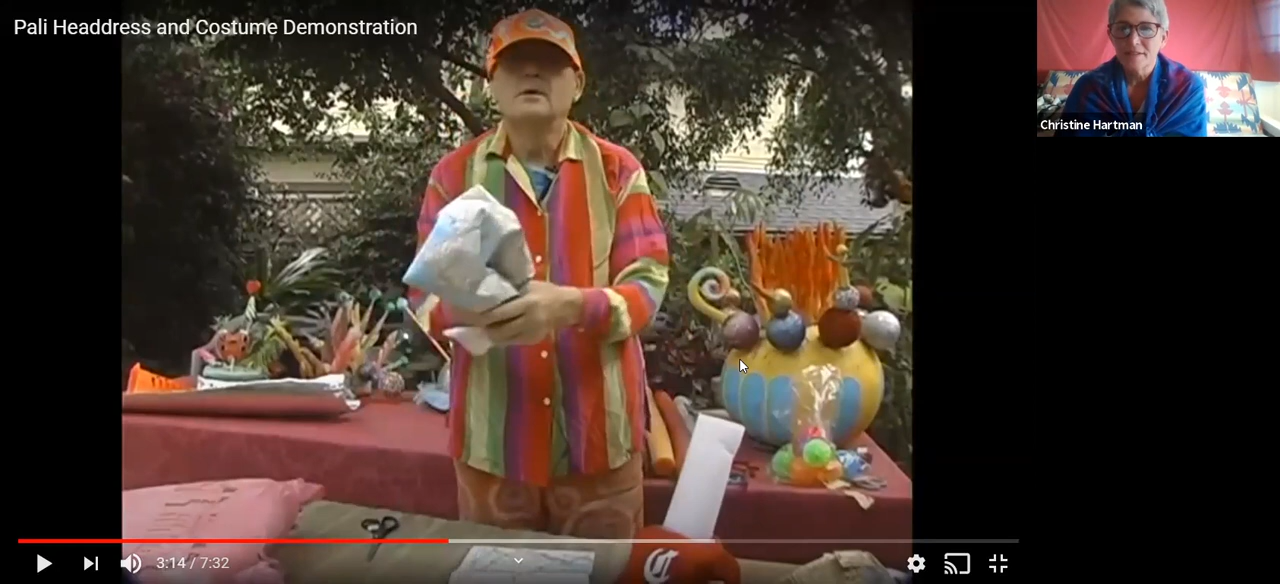 Pali Headdress and Costume Demonstration
Christine Hartman
C
3:14 / 7:32